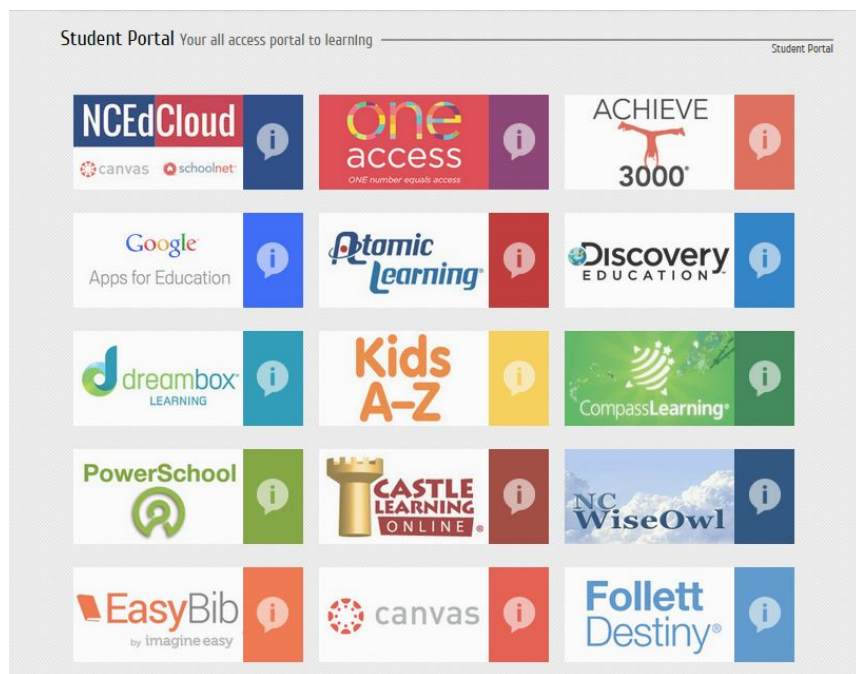 Student Portal Your all access portal to learning
Student Portal
NCEdCloud
canvas schoolnet
one
access
ONE number equals access
ACHIEVE
3000®
Google
Apps for Education
Atomic
Learning®
Discovery
EDUCATION™
dreambox®
LEARNING
Kids
A–Z
CompassLearning®
PowerSchool
CASTLE
LEARNING
ONLINE®
NC
WiseOwl
EasyBib
by imagine easy
canvas
Follett
Destiny®